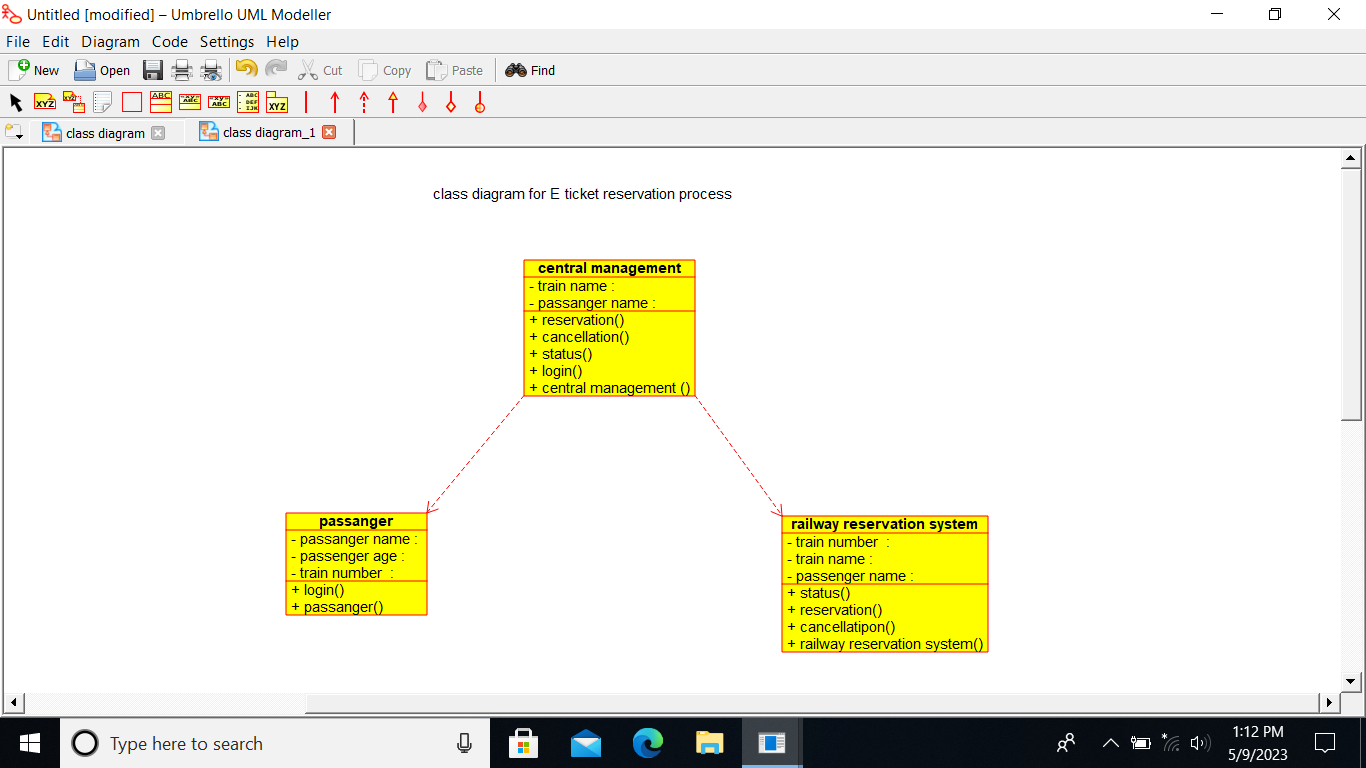 Untitled [modified] – Umbrello UML Modeller
File Edit Diagram Code Settings Help
New Open Cut Copy Paste Find
XYZ XYZ ABC XYZ ABC ABC DEF IJK XYZ
class diagram class diagram_1
class diagram for E ticket reservation process
central management
- train name :
- passanger name :
+ reservation()
+ cancellation()
+ status()
+ login()
+ central management ()
passanger
- passanger name :
- passenger age :
- train number  :
+ login()
+ passanger()
railway reservation system
- train number  :
- train name :
- passenger name :
+ status()
+ reservation()
+ cancellatipon()
+ railway reservation system()
Type here to search
1:12 PM
5/9/2023